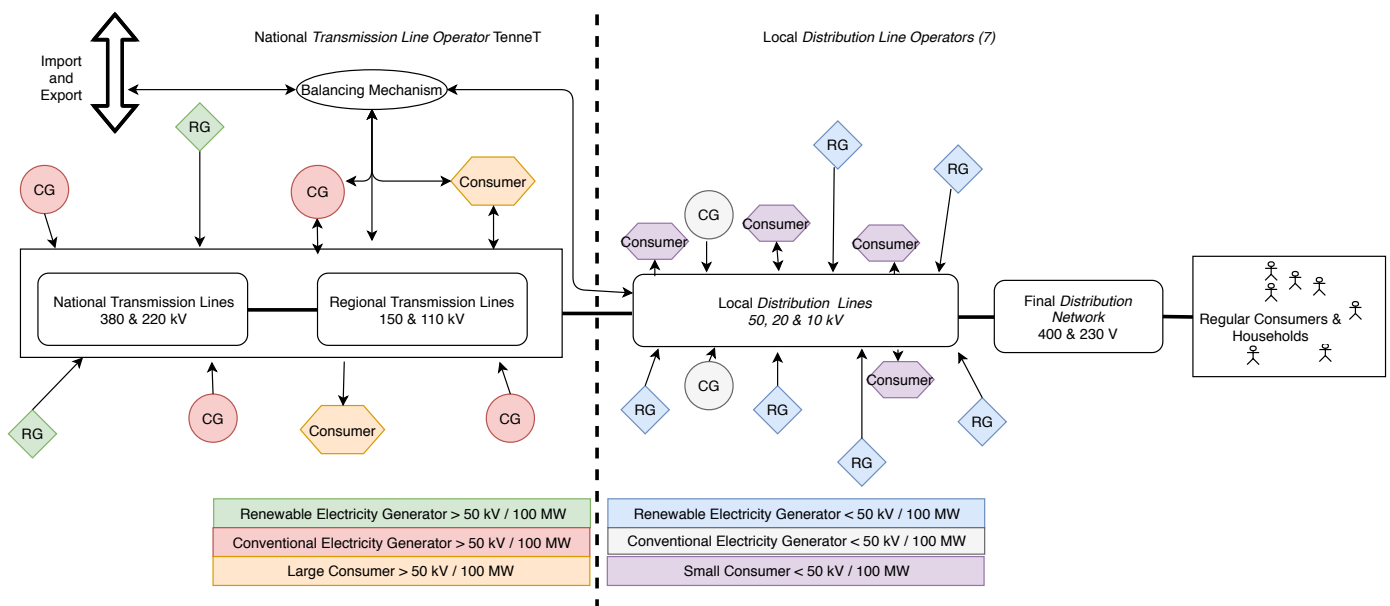 National Transmission Line Operator TenneT
Local Distribution Line Operators (7)
Import
and
Export
Balancing Mechanism
RG
CG
CG
Consumer
National Transmission Lines
380 & 220 kV
Regional Transmission Lines
150 & 110 kV
RG
CG
Consumer
CG
RG
RG
CG
Consumer
Consumer
Consumer
Local Distribution Lines
50, 20 & 10 kV
Final Distribution
Network
400 & 230 V
Regular Consumers &
Households
RG
CG
RG
Consumer
RG
RG
Renewable Electricity Generator > 50 kV / 100 MW
Conventional Electricity Generator > 50 kV / 100 MW
Large Consumer > 50 kV / 100 MW
Renewable Electricity Generator < 50 kV / 100 MW
Conventional Electricity Generator < 50 kV / 100 MW
Small Consumer < 50 kV / 100 MW